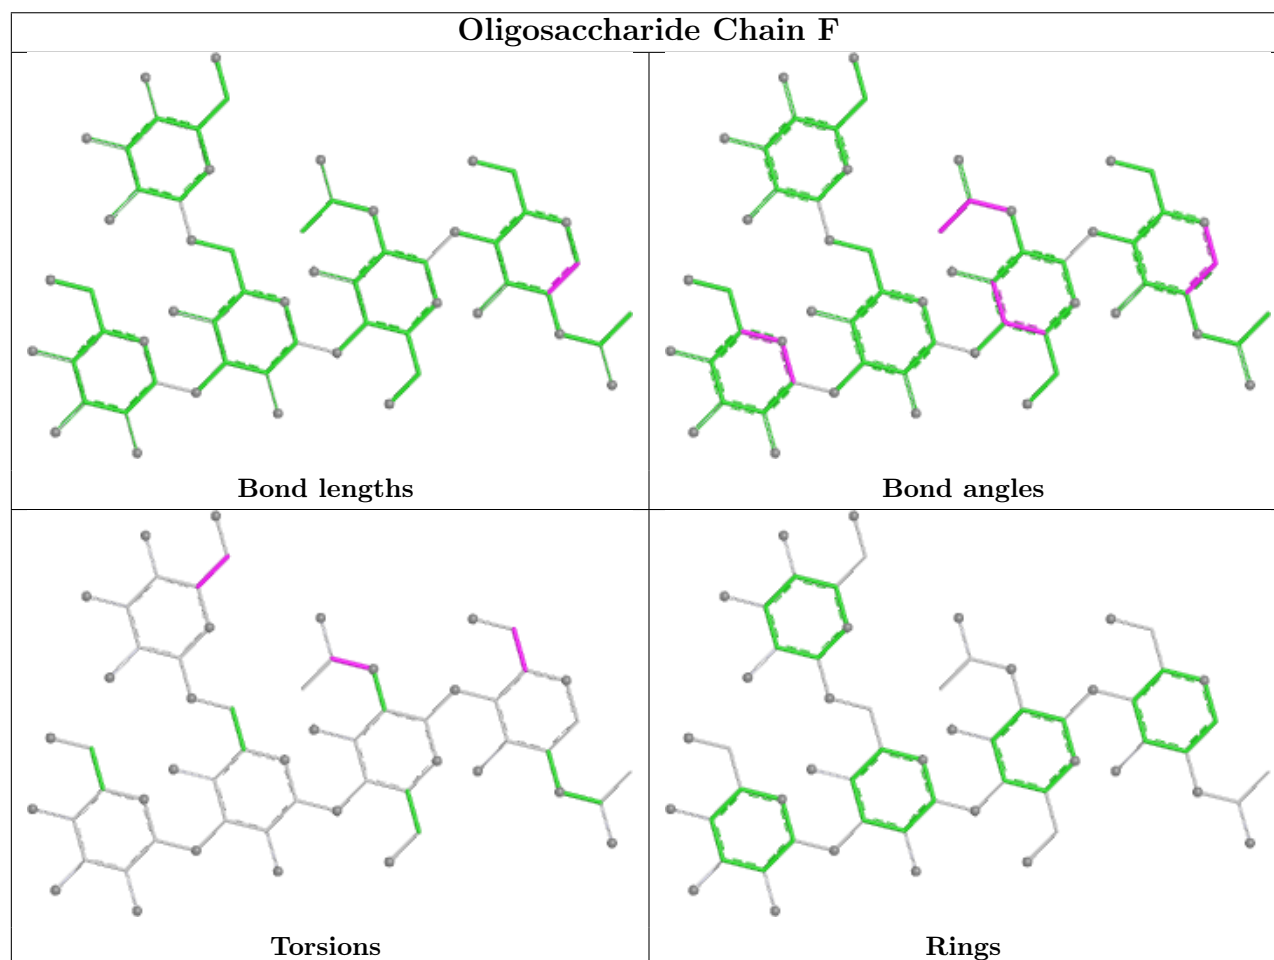 Oligosaccharide Chain F
Bond lengths
Bond angles
Torsions
Rings